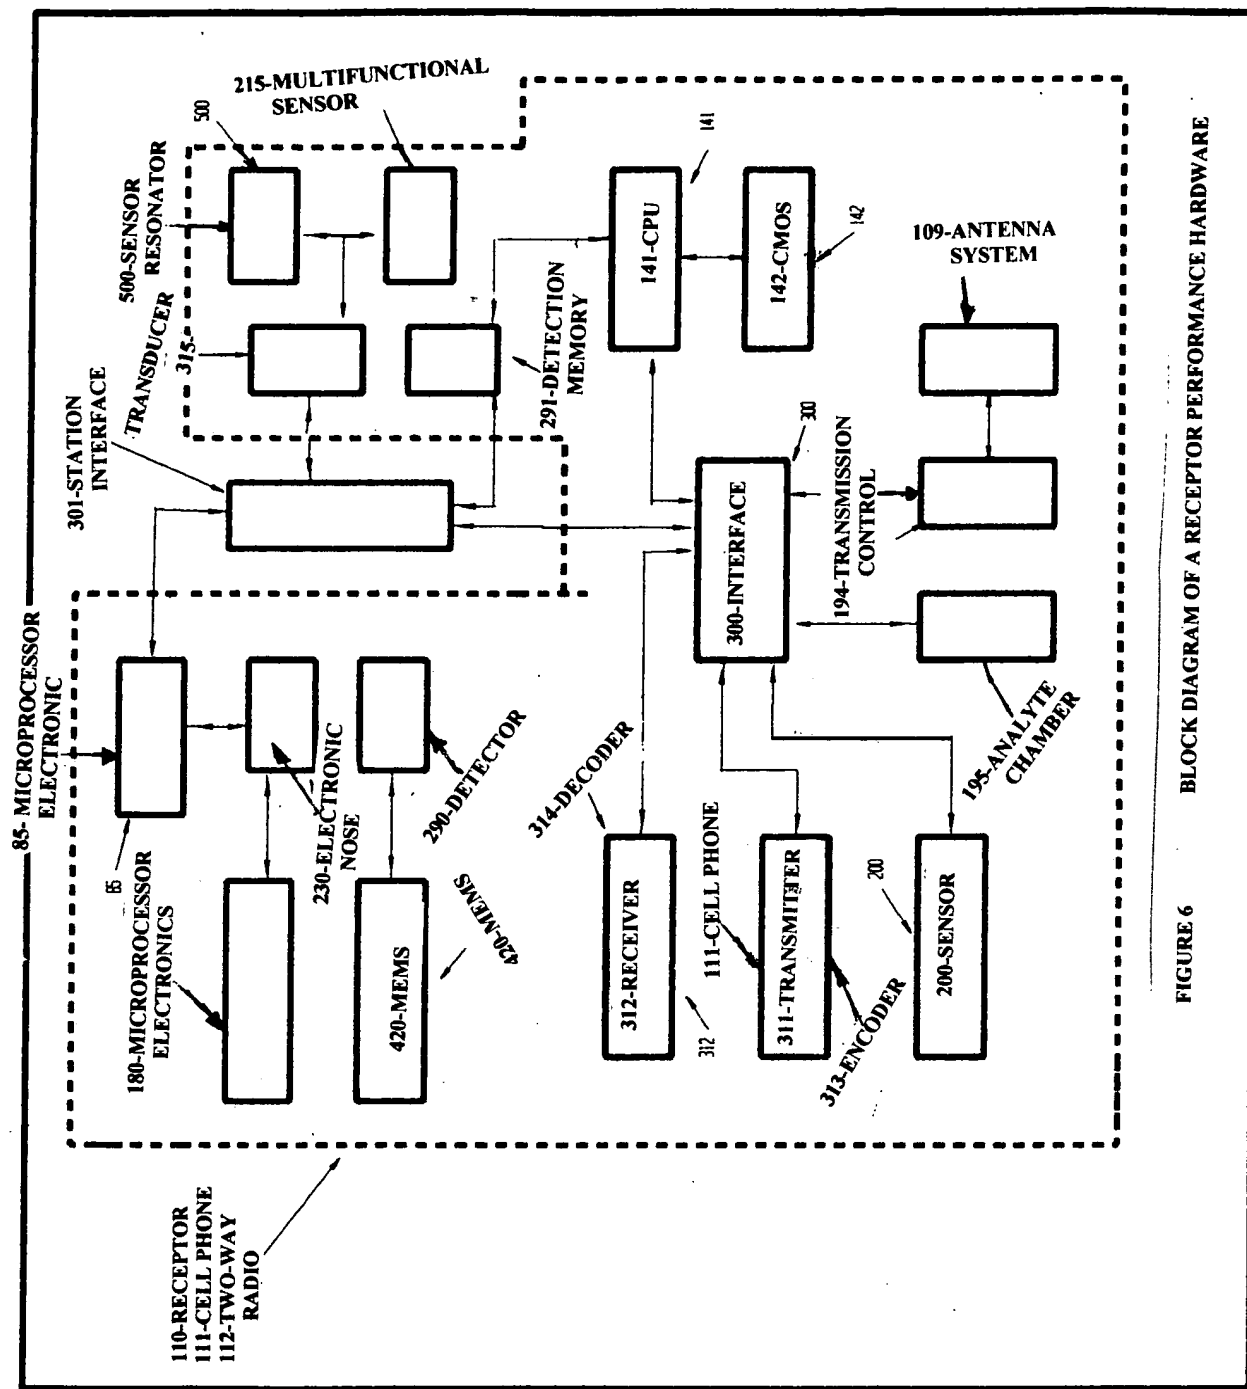 85- MICROPROCESSOR
ELECTRONIC
301-STATION
INTERFACE
TRANSDUCER
315-
500-SENSOR
RESONATOR
500
215-MULTIFUNCTIONAL
SENSOR
85
180-MICROPROCESSOR
ELECTRONICS
230-ELECTRONIC
NOSE
290-DETECTOR
420-MEMS
420-MEMS
291-DETECTION
MEMORY
141-CPU
141
142-CMOS
142
109-ANTENNA
SYSTEM
300-INTERFACE
300
194-TRANSMISSION
CONTROL
195-ANALYTE
CHAMBER
314-DECODER
312-RECEIVER
312
111-CELL PHONE
311-TRANSMITTER
313-ENCODER
200
200-SENSOR
110-RECEPTOR
111-CELL PHONE
112-TWO-WAY
RADIO
FIGURE 6 BLOCK DIAGRAM OF A RECEPTOR PERFORMANCE HARDWARE